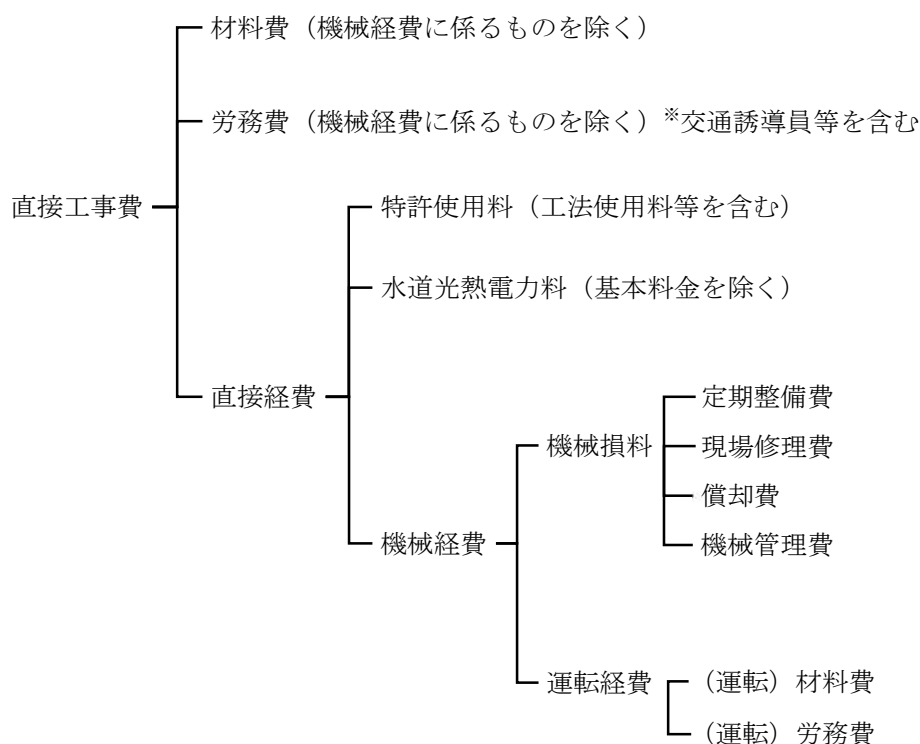 材料費（機械経費に係るものを除く）
労務費（機械経費に係るものを除く）※交通誘導員等を含む
直接工事費
特許使用料（工法使用料等を含む）
水道光熱電力料（基本料金を除く）
直接経費
定期整備費
機械損料
現場修理費
償却費
機械経費
機械管理費
運転経費
（運転）材料費
（運転）労務費